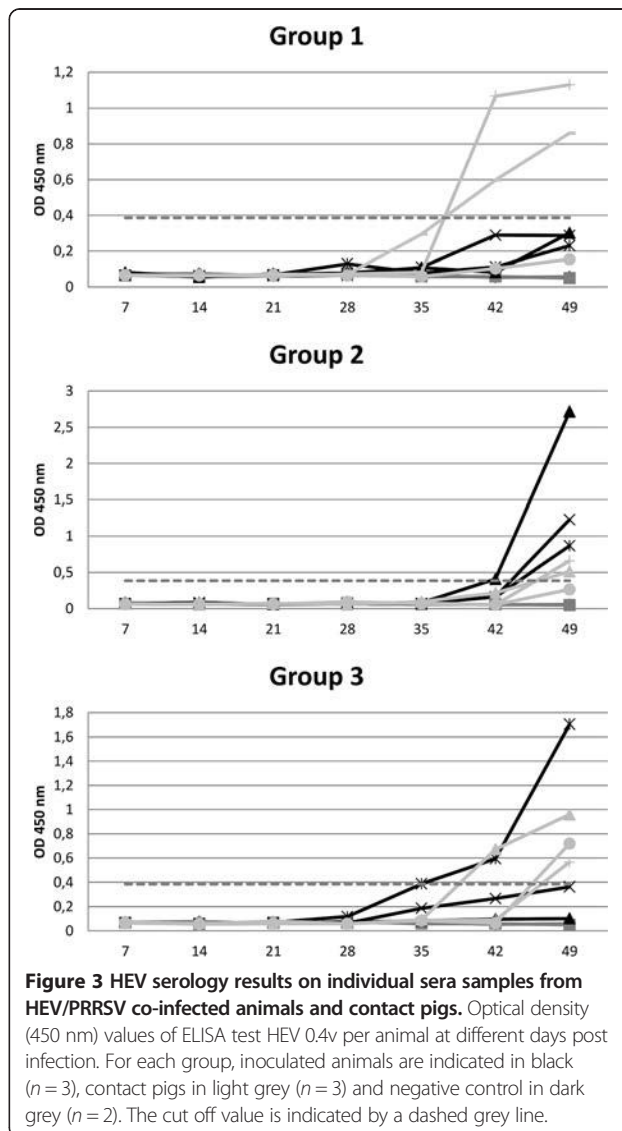 Group 1
1,2
1
0,8
0,6
0,4
0,2
0
OD 450 nm
7 14 21 28 35 42 49
Group 2
3
2,5
2
1,5
1
0,5
0
OD 450 nm
7 14 21 28 35 42 49
Group 3
1,8
1,6
1,4
1,2
1
0,8
0,6
0,4
0,2
0
OD 450 nm
7 14 21 28 35 42 49
Figure 3 HEV serology results on individual sera samples from
HEV/PRRSV co-infected animals and contact pigs. Optical density
(450 nm) values of ELISA test HEV 0.4v per animal at different days post
infection. For each group, inoculated animals are indicated in black
(n = 3), contact pigs in light grey (n = 3) and negative control in dark
grey (n = 2). The cut off value is indicated by a dashed grey line.